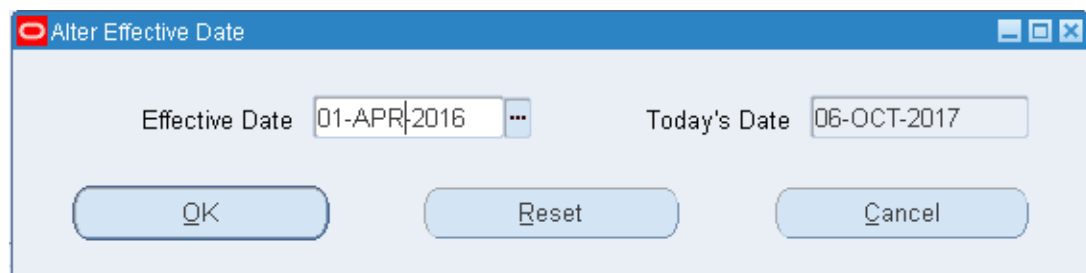 Alter Effective Date
Effective Date 01-APR-2016 ... Today's Date 06-OCT-2017
OK Reset Cancel